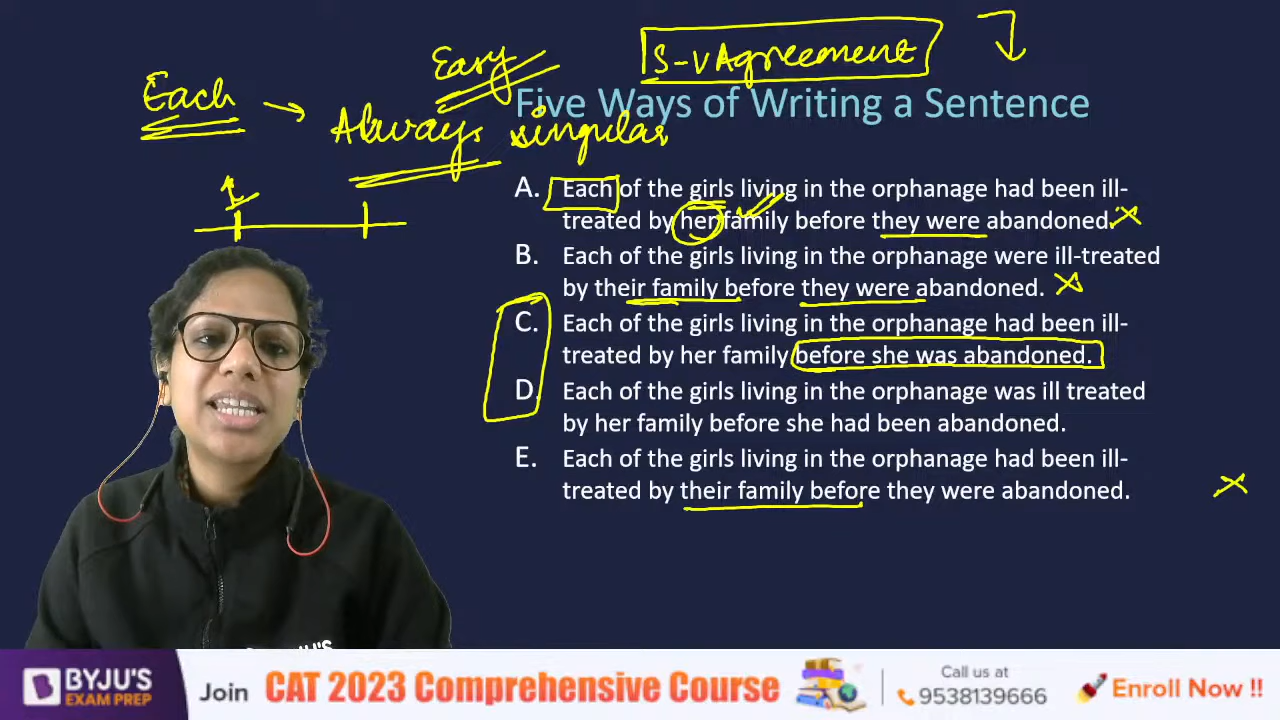 Easy
S-V Agreement
Each → Always singular
Five Ways of Writing a Sentence
A. Each of the girls living in the orphanage had been ill-
treated by her family before they were abandoned.
B. Each of the girls living in the orphanage were ill-treated
by their family before they were abandoned.
C. Each of the girls living in the orphanage had been ill-
treated by her family before she was abandoned.
D. Each of the girls living in the orphanage was ill treated
by her family before she had been abandoned.
E. Each of the girls living in the orphanage had been ill-
treated by their family before they were abandoned.
BYJU'S
EXAM PREP
Join CAT 2023 Comprehensive Course
Call us at
9538139666
Enroll Now !!